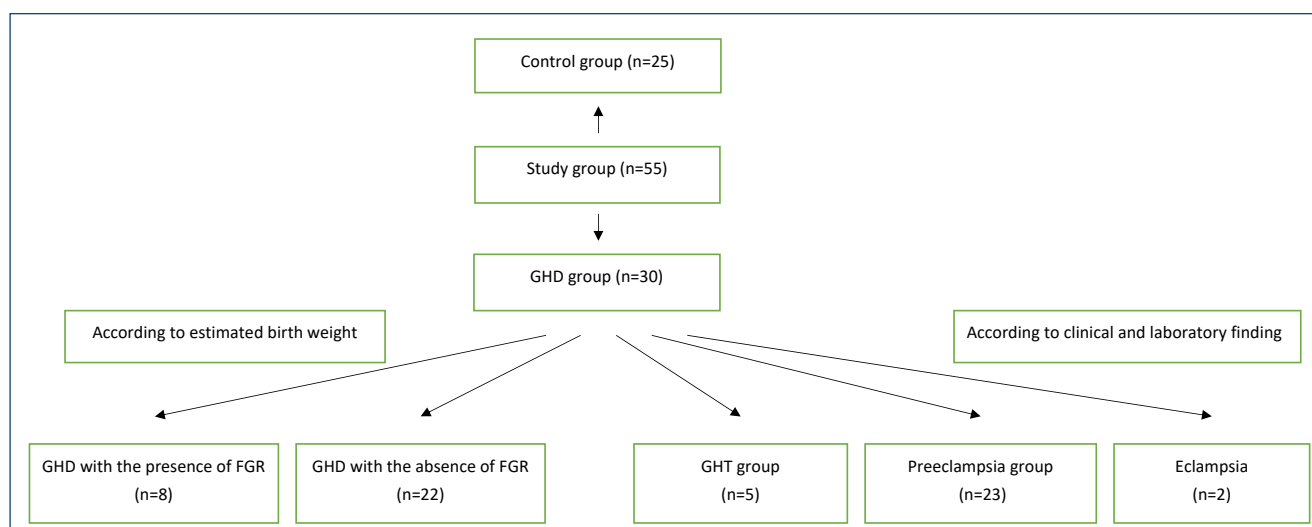 Control group (n=25)
Study group (n=55)
GHD group (n=30)
According to estimated birth weight
According to clinical and laboratory finding
GHD with the presence of FGR
(n=8)
GHD with the absence of FGR
(n=22)
GHT group
(n=5)
Preeclampsia group
(n=23)
Eclampsia
(n=2)